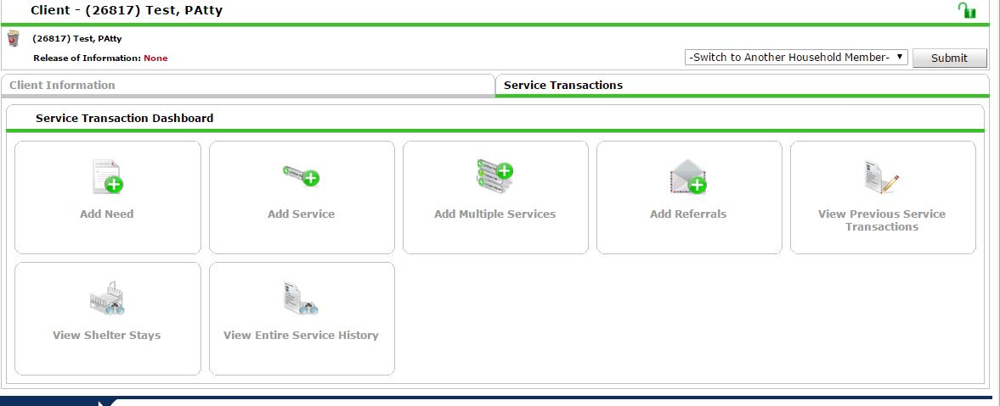 Client - (26817) Test, PAtty
(26817) Test, PAtty
Release of Information: None
-Switch to Another Household Member-
Submit
Client Information
Service Transactions
Service Transaction Dashboard
Add Need
Add Service
Add Multiple Services
Add Referrals
View Previous Service
Transactions
View Shelter Stays
View Entire Service History